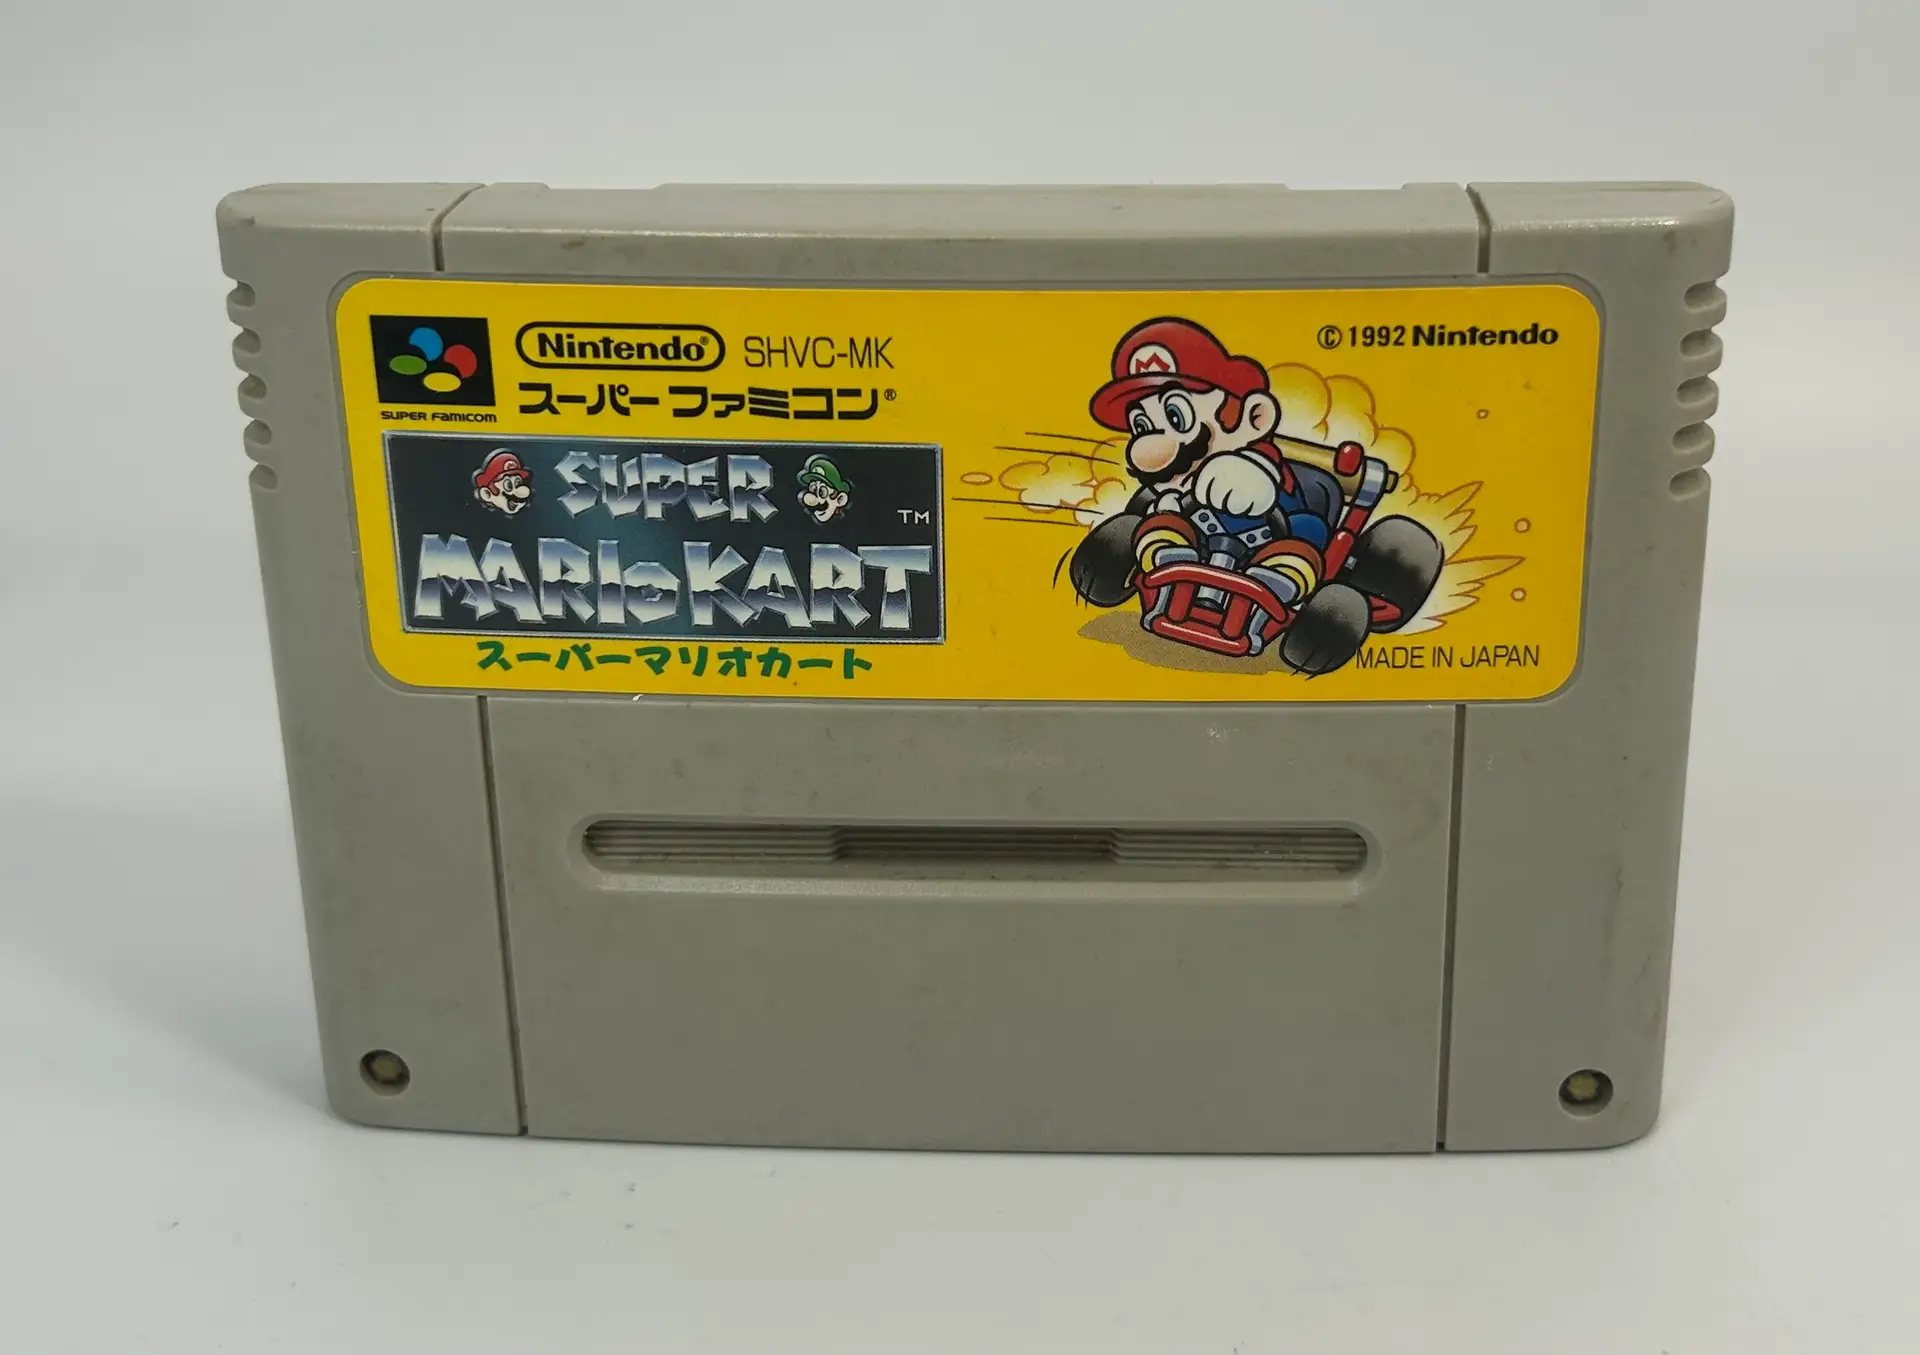 Nintendo® SHVC-MK
スーパーファミコン®
SUPER FAMICOM
© 1992 Nintendo
SUPER
MARIO KART TM
スーパーマリオカート
M
MADE IN JAPAN